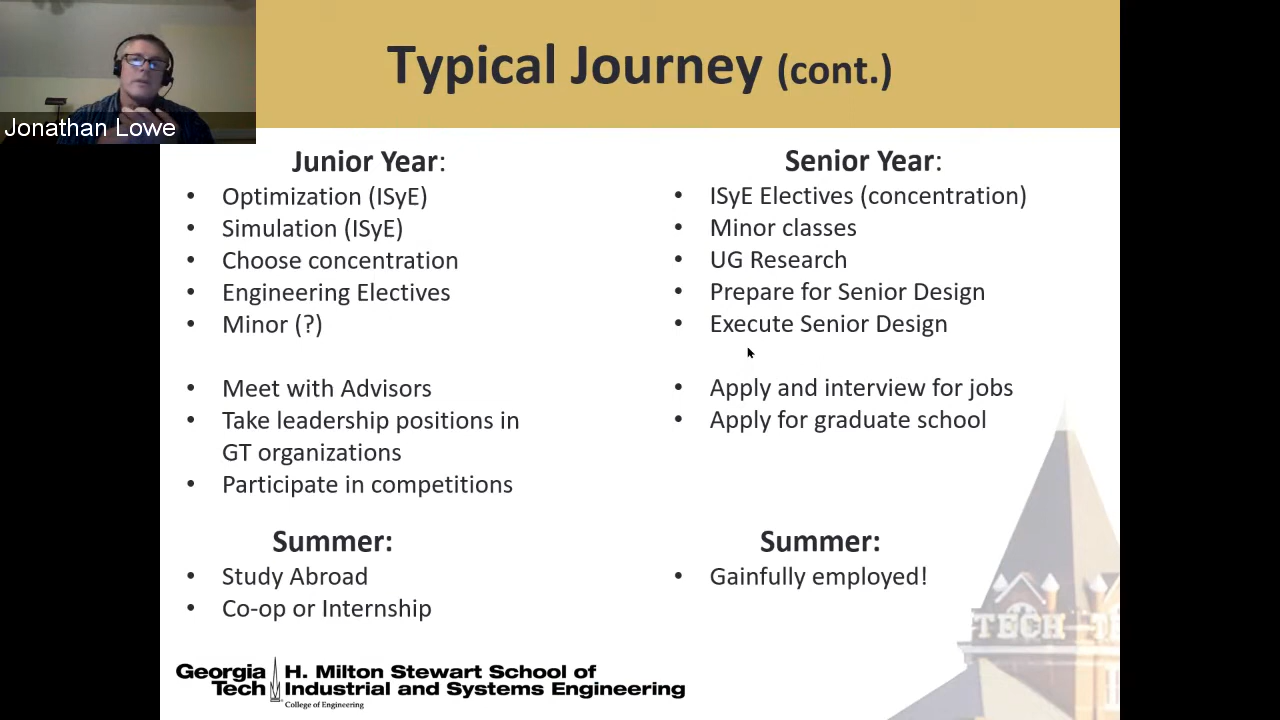 Typical Journey (cont.)
Jonathan Lowe
Junior Year:
• Optimization (ISyE)
• Simulation (ISyE)
• Choose concentration
• Engineering Electives
• Minor (?)
• Meet with Advisors
• Take leadership positions in
GT organizations
• Participate in competitions
Summer:
• Study Abroad
• Co-op or Internship
Senior Year:
• ISyE Electives (concentration)
• Minor classes
• UG Research
• Prepare for Senior Design
• Execute Senior Design
• Apply and interview for jobs
• Apply for graduate school
Summer:
• Gainfully employed!
TECH
Georgia
Tech
H. Milton Stewart School of
Industrial and Systems Engineering
College of Engineering